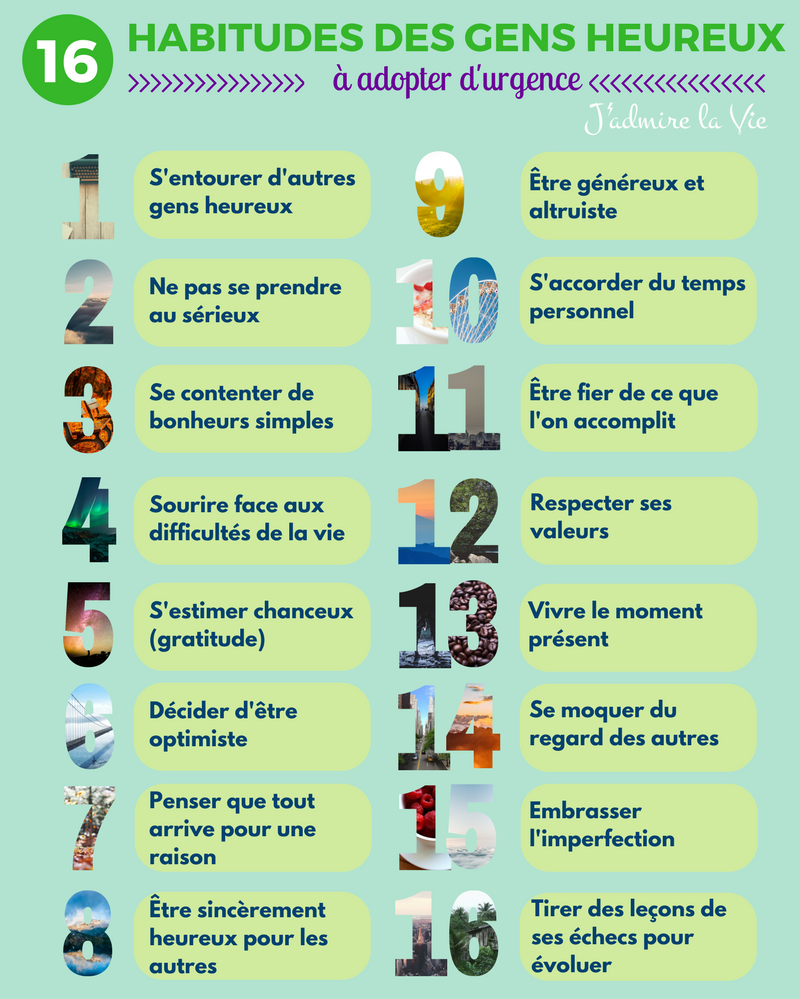 16
HABITUDES DES GENS HEUREUX
à adopter d'urgence
J'admire la Vie
1
S'entourer d'autres
gens heureux
2
Ne pas se prendre
au sérieux
3
Se contenter de
bonheurs simples
4
Sourire face aux
difficultés de la vie
5
S'estimer chanceux
(gratitude)
6
Décider d'être
optimiste
7
Penser que tout
arrive pour une
raison
8
Être sincèrement
heureux pour les
autres
9
Être généreux et
altruiste
10
S'accorder du temps
personnel
11
Être fier de ce que
l'on accomplit
12
Respecter ses
valeurs
13
Vivre le moment
présent
14
Se moquer du
regard des autres
15
Embrasser
l'imperfection
16
Tirer des leçons de
ses échecs pour
évoluer